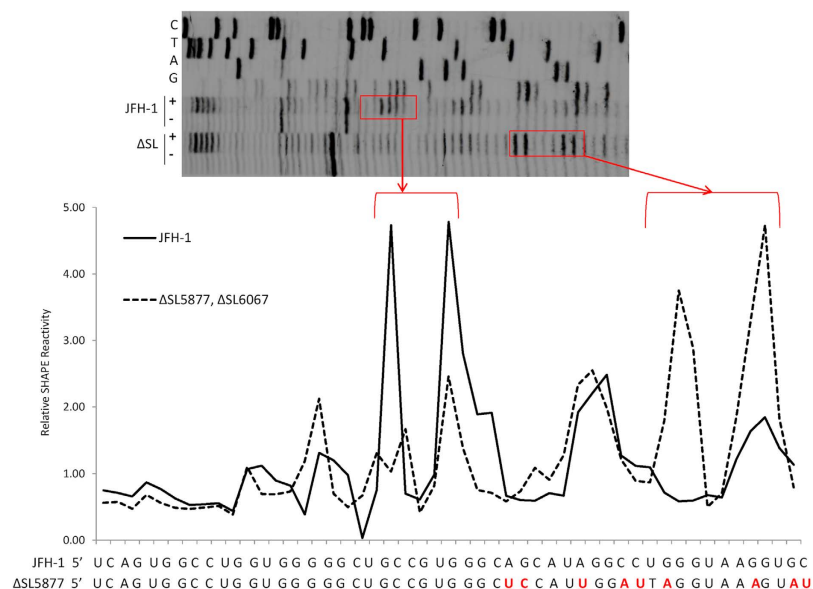 C
T
A
G
JFH-1
+
-
ΔSL
+
-
5.00
4.00
3.00
2.00
1.00
0.00
Relative SHAPE Reactivity
JFH-1
ΔSL5877, ΔSL6067
JFH-1 5’ U C A G U G G C C U G G U G G G G G C U G C C G U G G G C A G C A U A G G C C U G G G U A A G G U G C
ΔSL5877 5’ U C A G U G G C C U G G U G G G G G C U G C C G U G G G C U C C A U U G G A U T A G G U A A A G U A U